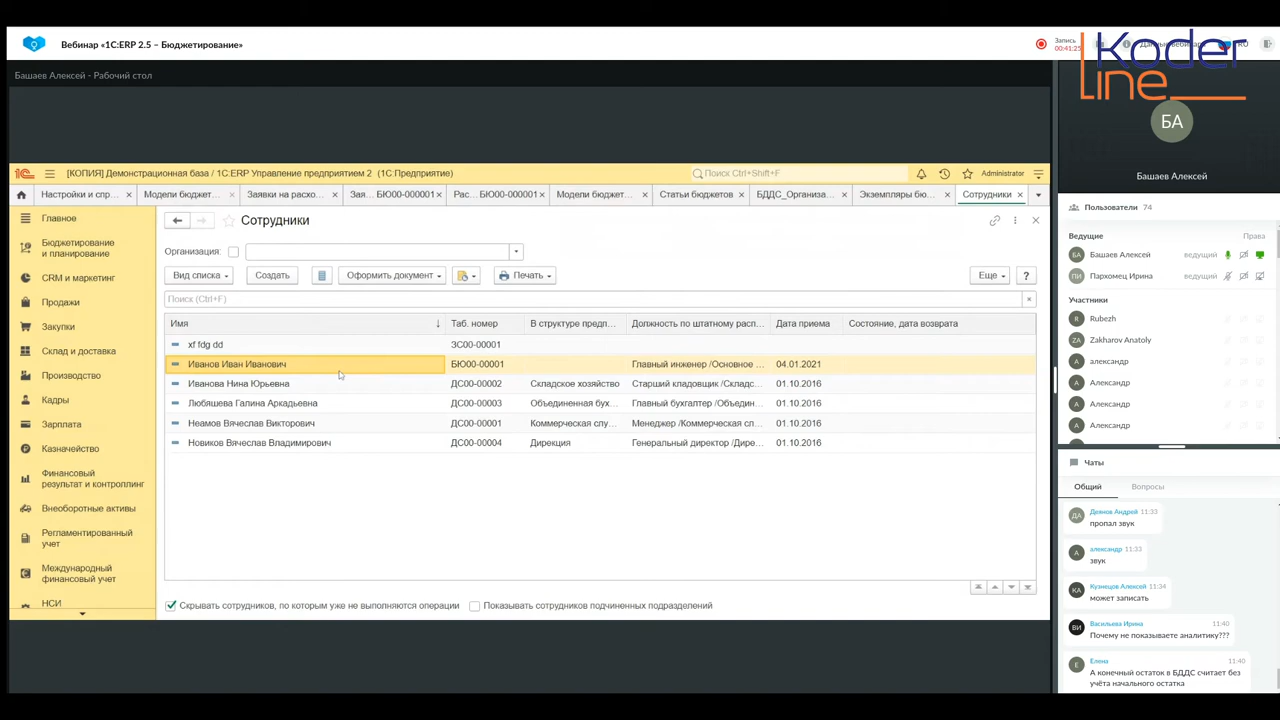 Вебинар «1С:ERP 2.5 – Бюджетирование»
Запись
00:41:25
RU
Koder
line
Башаев Алексей - Рабочий стол
БА
Башаев Алексей
1С
[КОПИЯ] Демонстрационная база / 1С:ERP Управление предприятием 2 (1С:Предприятие)
Поиск Ctrl+Shift+F
Administrator
Настройки и спр...
Модели бюджет...
Заявки на расхо...
Зая... БЮ00-000001
Рас... БЮ00-000001
Модели бюджет...
Статьи бюджетов
БДДС_Организа...
Экземпляры бю...
Сотрудники
Главное
Бюджетирование
и планирование
CRM и маркетинг
Продажи
Закупки
Склад и доставка
Производство
Кадры
Зарплата
Казначейство
Финансовый
результат и контроллинг
Внеоборотные активы
Регламентированный
учет
Международный
финансовый учет
НСИ
Сотрудники
Организация:
Вид списка
Создать
Оформить документ
Печать
Еще
?
Поиск (Ctrl+F)
Имя Таб. номер В структуре предп... Должность по штатному расп... Дата приема Состояние, дата возврата
xf fdg dd ЗС00-00001
Иванов Иван Иванович БЮ00-00001 Главный инженер /Основное ... 04.01.2021
Иванова Нина Юрьевна ДС00-00002 Складское хозяйство Старший кладовщик /Складс... 01.10.2016
Любяшева Галина Аркадьевна ДС00-00003 Объединенная бух... Главный бухгалтер /Объедин... 01.10.2016
Неамов Вячеслав Викторович ДС00-00001 Коммерческая слу... Менеджер /Коммерческая с... 01.10.2016
Новиков Вячеслав Владимирович ДС00-00004 Дирекция Генеральный директор /Дире... 01.10.2016
Скрывать сотрудников, по которым уже не выполняются операции
Показывать сотрудников подчиненных подразделений
Пользователи 74
Ведущие Права
БА Башаев Алексей ведущий
ПИ Пархомец Ирина ведущий
Участники
R Rubezh
Z Zakharov Anatoly
А александр
А Александр
А Александр
А Александр
Чаты
Общий Вопросы
ДА Деянов Андрей 11:33
пропал звук
А александр 11:33
звук
КА Кузнецов Алексей 11:34
может записать
ВИ Васильева Ирина 11:40
Почему не показываете аналитику???
Е Елена 11:40
А конечный остаток в БДДС считает без
учёта начального остатка